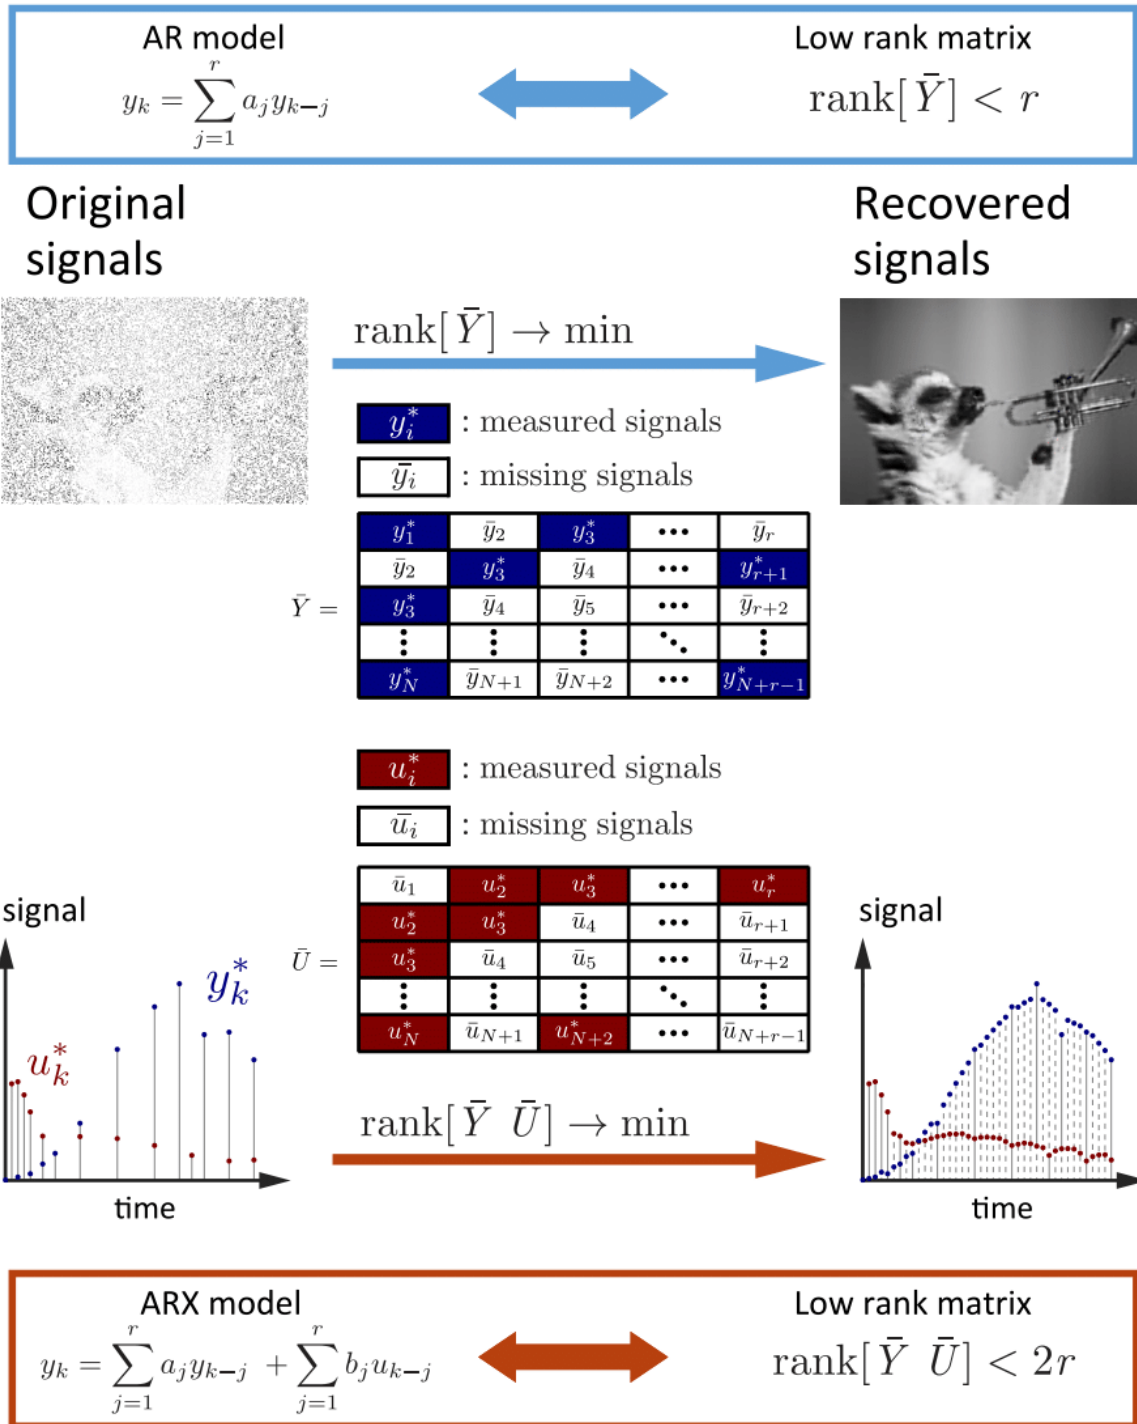 AR model
Low rank matrix
y_k = \sum_{j=1}^{r} a_j y_{k-j}
rank[ \bar{Y} ] < r
Original
signals
Recovered
signals
rank[ \bar{Y} ] → min
y_i^* : measured signals
\bar{y}_i : missing signals
y_1^* \bar{y}_2 y_3^* ••• \bar{y}_r
\bar{y}_2 y_3^* \bar{y}_4 ••• y_{r+1}^*
\bar{Y} = y_3^* \bar{y}_4 \bar{y}_5 ••• \bar{y}_{r+2}
⋮ ⋮ ⋮ ⋱ ⋮
y_N^* \bar{y}_{N+1} \bar{y}_{N+2} ••• y_{N+r-1}^*
u_i^* : measured signals
\bar{u}_i : missing signals
\bar{u}_1 u_2^* u_3^* ••• u_r^*
u_2^* u_3^* \bar{u}_4 ••• \bar{u}_{r+1}
\bar{U} = u_3^* \bar{u}_4 \bar{u}_5 ••• \bar{u}_{r+2}
⋮ ⋮ ⋮ ⋱ ⋮
u_N^* \bar{u}_{N+1} u_{N+2}^* ••• \bar{u}_{N+r-1}
signal
y_k^*
u_k^*
time
rank[ \bar{Y} \bar{U} ] → min
signal
time
ARX model
Low rank matrix
y_k = \sum_{j=1}^{r} a_j y_{k-j} + \sum_{j=1}^{r} b_j u_{k-j}
rank[ \bar{Y} \bar{U} ] < 2r